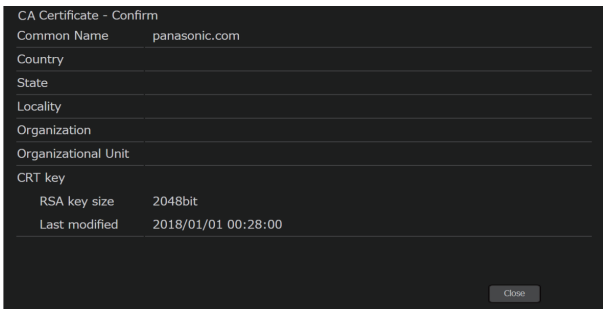 CA Certificate - Confirm
Common Name panasonic.com
Country
State
Locality
Organization
Organizational Unit
CRT key
RSA key size 2048bit
Last modified 2018/01/01 00:28:00
Close